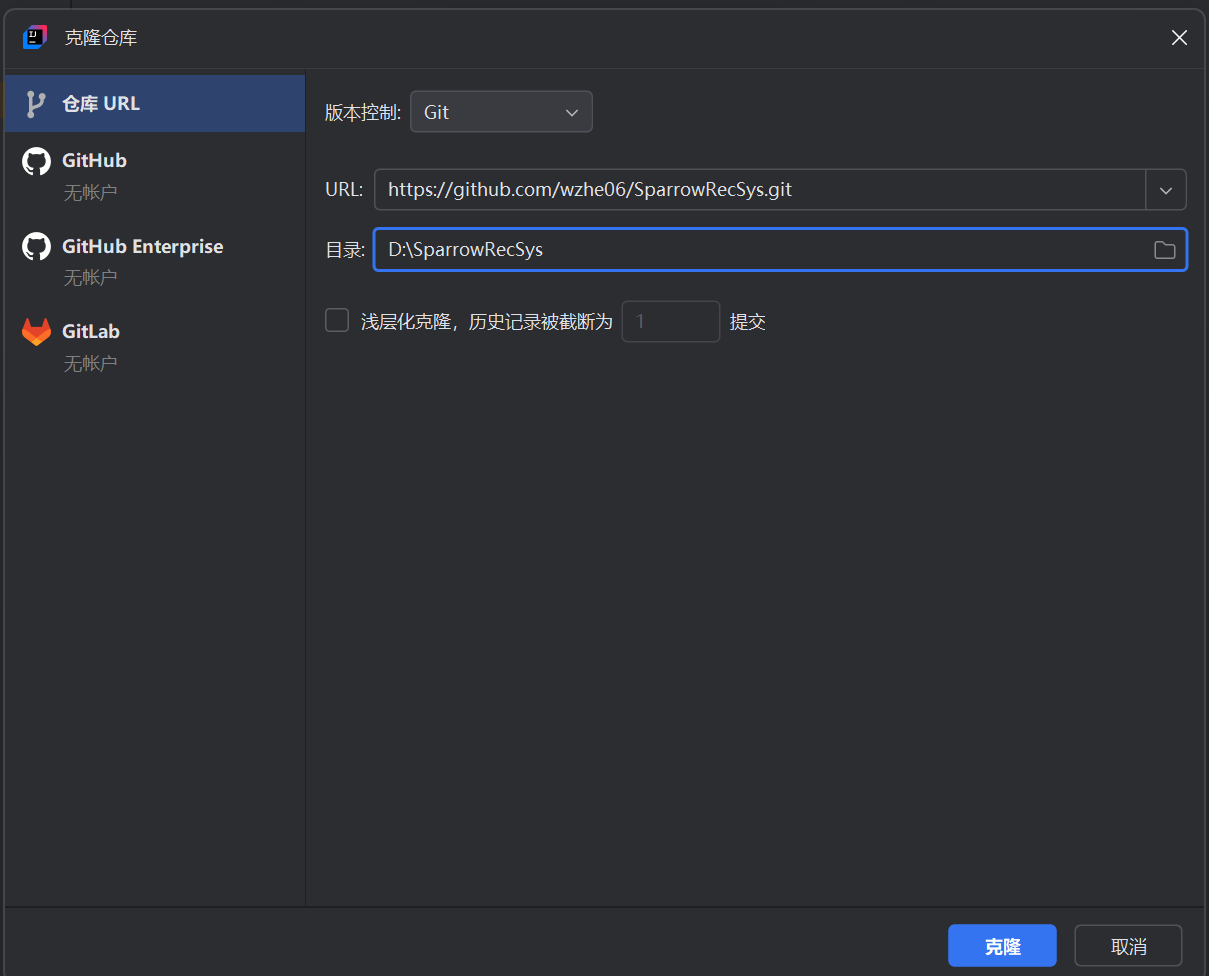 克隆仓库
仓库 URL
GitHub
无帐户
GitHub Enterprise
无帐户
GitLab
无帐户
版本控制: Git
URL: https://github.com/wzhe06/SparrowRecSys.git
目录: D:\SparrowRecSys
浅层化克隆，历史记录被截断为 1 提交
克隆 取消